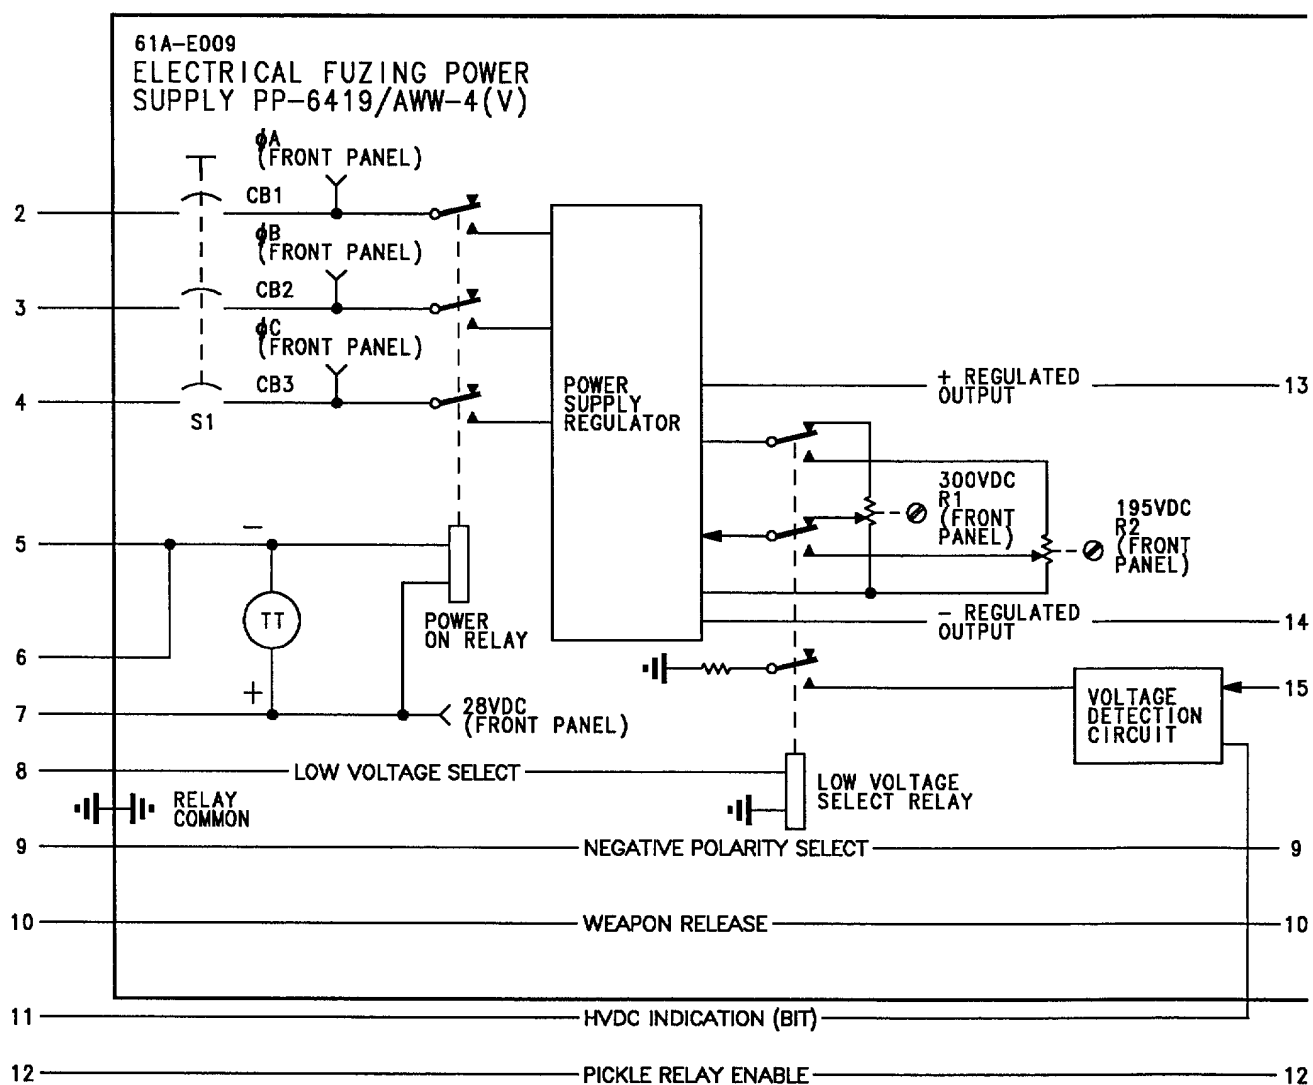 61A-E009
ELECTRICAL FUZING POWER
SUPPLY PP-6419/AWW-4(V)
ϕA
(FRONT PANEL)
2
CB1
ϕB
(FRONT PANEL)
3
CB2
ϕC
(FRONT PANEL)
4
CB3
S1
POWER
SUPPLY
REGULATOR
+ REGULATED
OUTPUT
13
300VDC
R1
(FRONT
PANEL)
195VDC
R2
(FRONT
PANEL)
5
−
TT
+
POWER
ON RELAY
6
7
28VDC
(FRONT PANEL)
− REGULATED
OUTPUT
14
15
VOLTAGE
DETECTION
CIRCUIT
8
LOW VOLTAGE SELECT
LOW VOLTAGE
SELECT RELAY
RELAY
COMMON
9
NEGATIVE POLARITY SELECT
9
10
WEAPON RELEASE
10
11
HVDC INDICATION (BIT)
12
PICKLE RELAY ENABLE
12